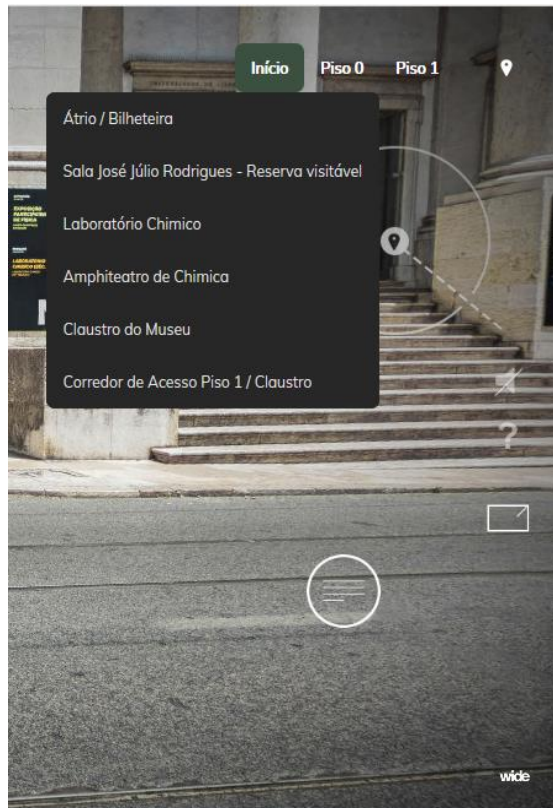 Início
Piso 0
Piso 1
Átrio / Bilheteira
Sala José Júlio Rodrigues - Reserva visitável
Laboratório Chimico
Amphiteatro de Chimica
Claustro do Museu
Corredor de Acesso Piso 1 / Claustro
?
wide